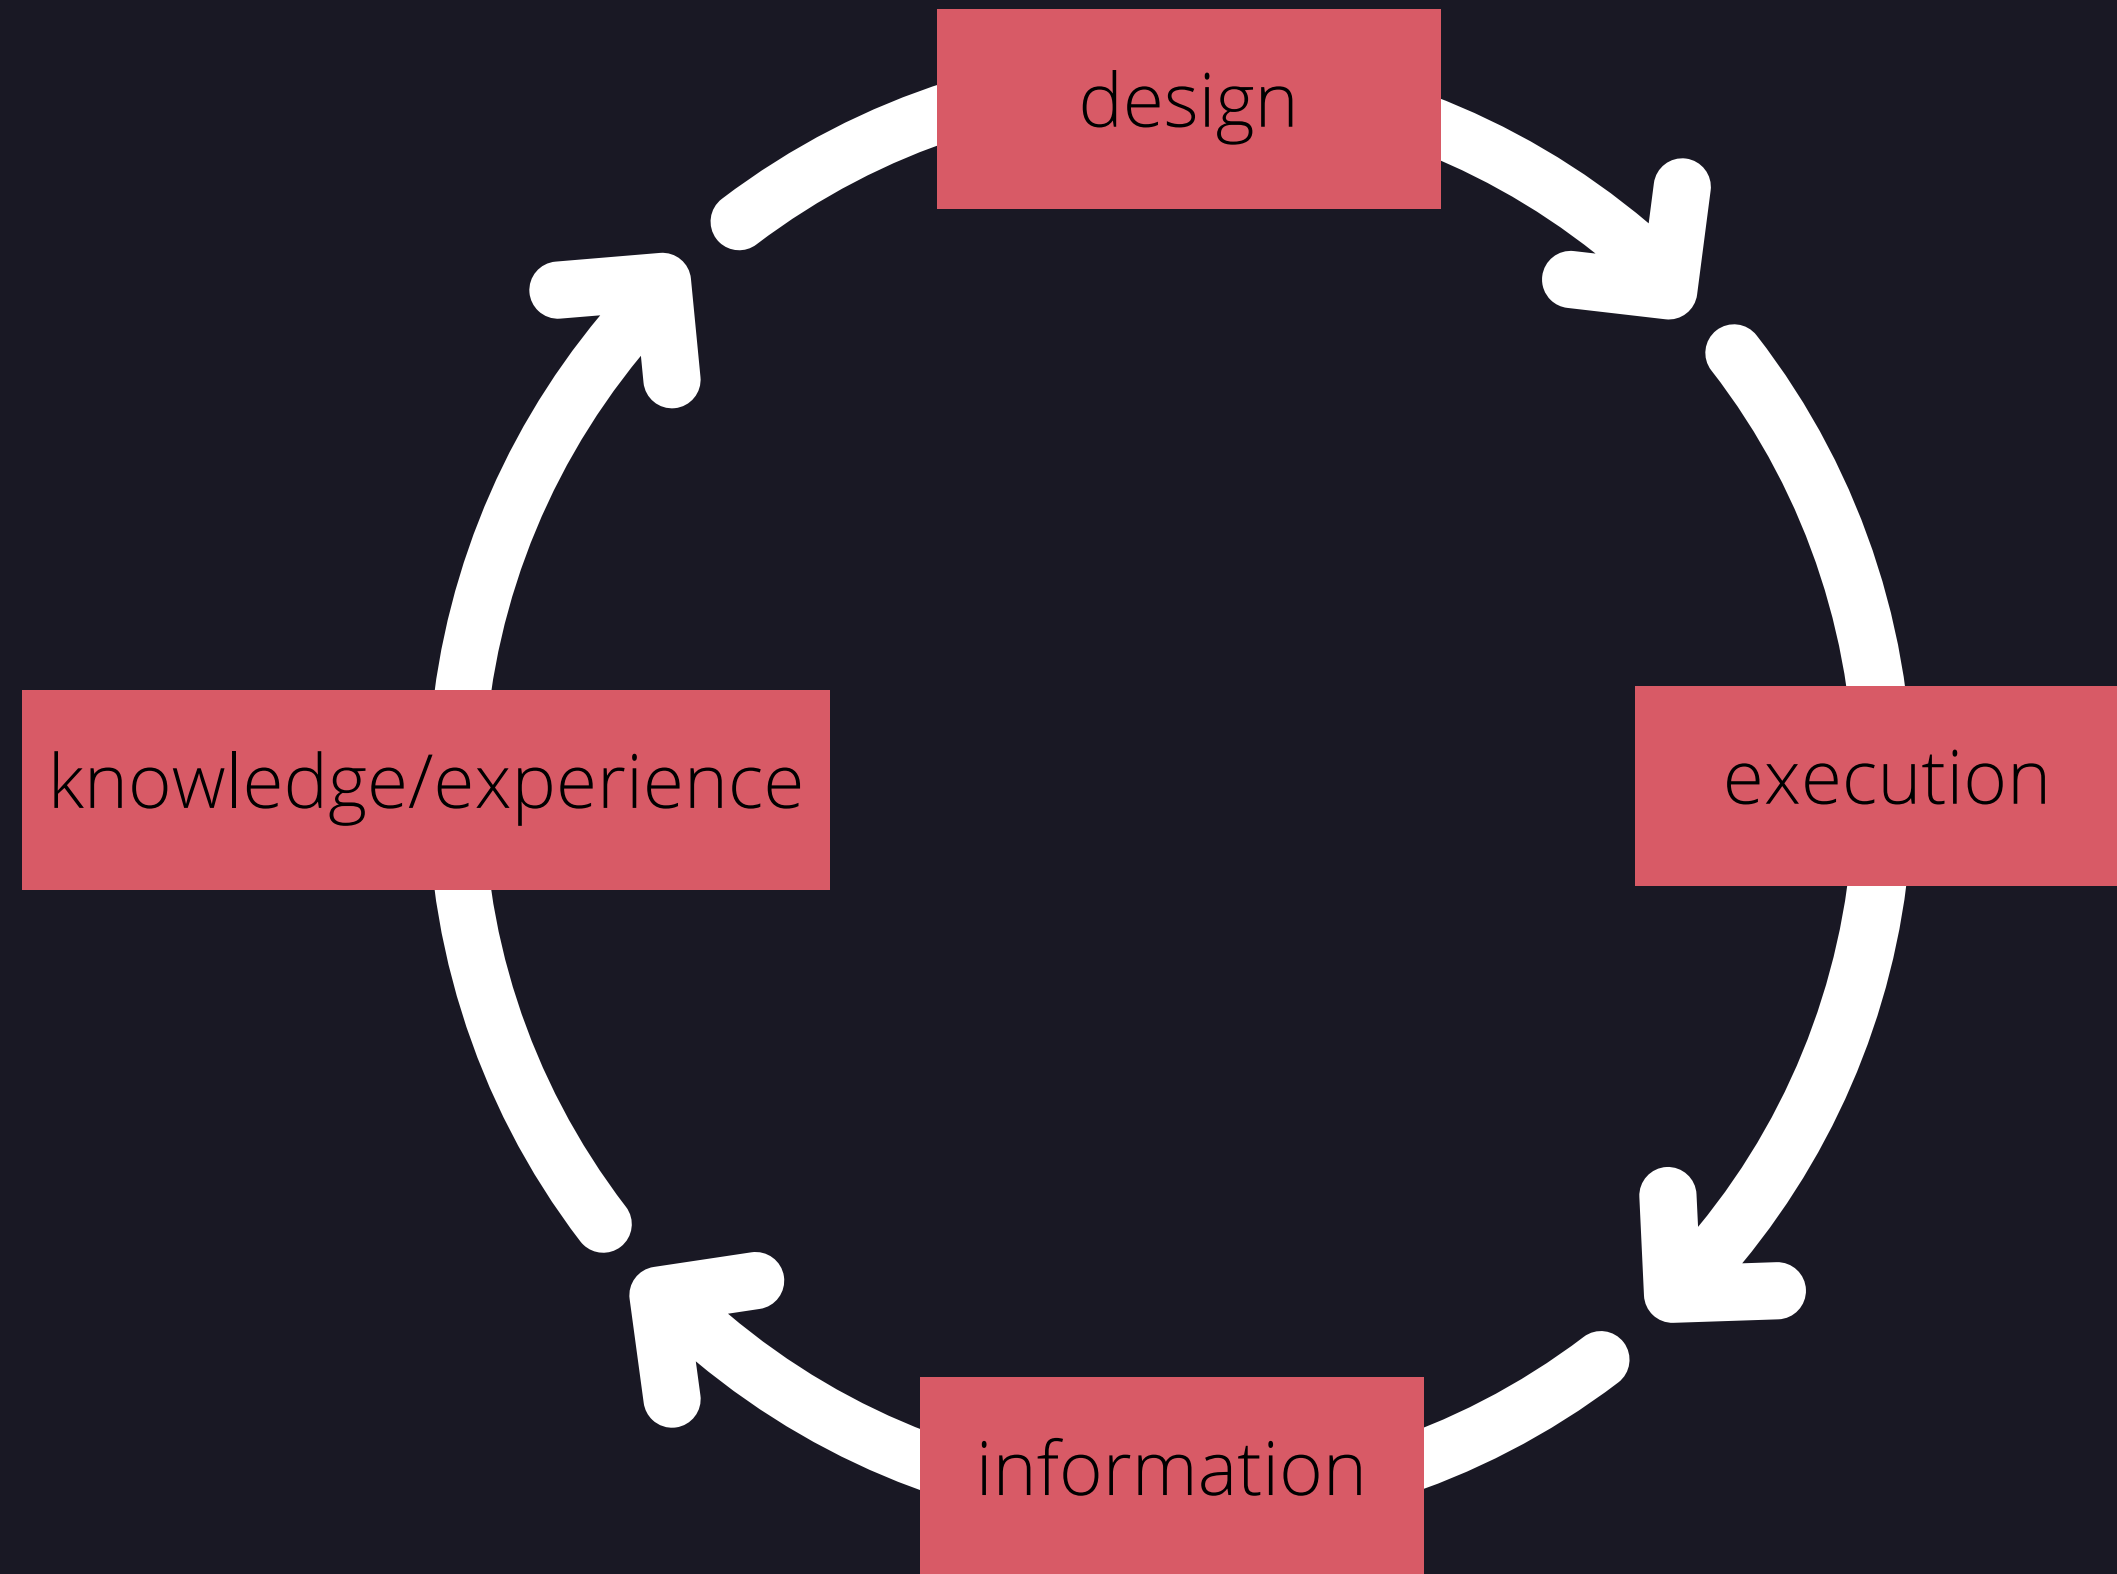 design
knowledge/experience
execution
information